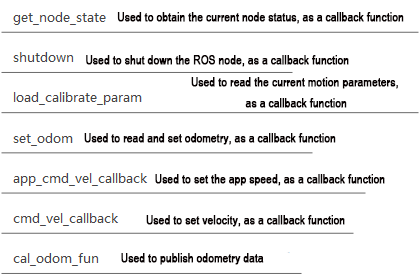 get_node_state Used to obtain the current node status, as a callback function
shutdown Used to shut down the ROS node, as a callback function
load_calibrate_param Used to read the current motion parameters,
as a callback function
set_odom Used to read and set odometry, as a callback function
app_cmd_vel_callback Used to set the app speed, as a callback function
cmd_vel_callback Used to set velocity, as a callback function
cal_odom_fun Used to publish odometry data